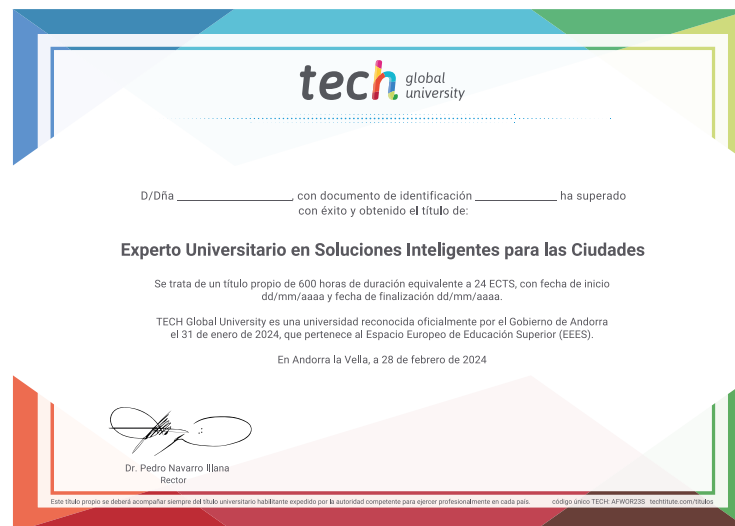 tech global university
D/Dña ____________________, con documento de identificación ______________ ha superado
con éxito y obtenido el título de:
Experto Universitario en Soluciones Inteligentes para las Ciudades
Se trata de un título propio de 600 horas de duración equivalente a 24 ECTS, con fecha de inicio
dd/mm/aaaa y fecha de finalización dd/mm/aaaa.
TECH Global University es una universidad reconocida oficialmente por el Gobierno de Andorra
el 31 de enero de 2024, que pertenece al Espacio Europeo de Educación Superior (EEES).
En Andorra la Vella, a 28 de febrero de 2024
Dr. Pedro Navarro Illana
Rector
Este título propio se deberá acompañar siempre del título universitario habilitante expedido por la autoridad competente para ejercer profesionalmente en cada país. código único TECH: AFWOR23S techtitute.com/titulos